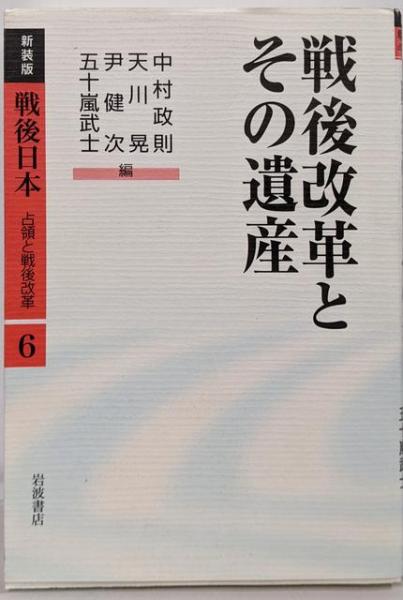 戦後改革と
その遺産
中村政則
天川晃
尹健次
五十嵐武士
編
新装版
戦後日本
占領と戦後改革
6
岩波書店